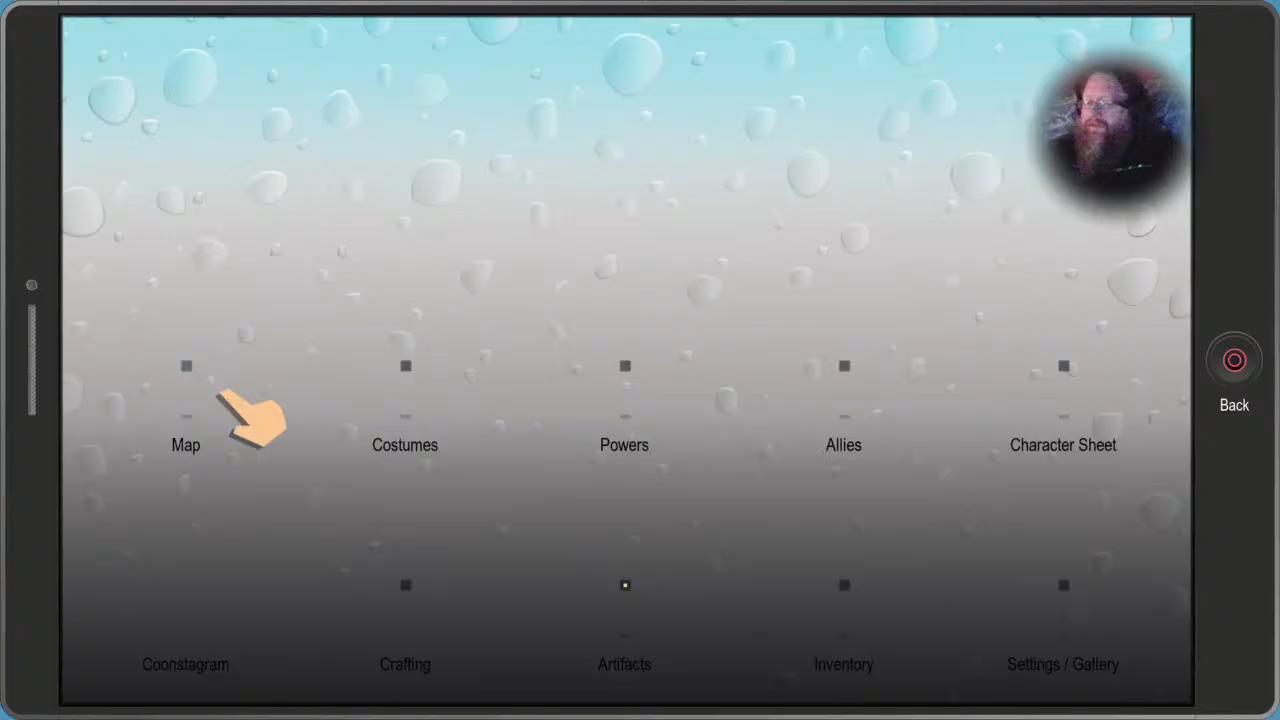 Back
Map
Costumes
Powers
Allies
Character Sheet
Coonstagram
Crafting
Artifacts
Inventory
Settings / Gallery